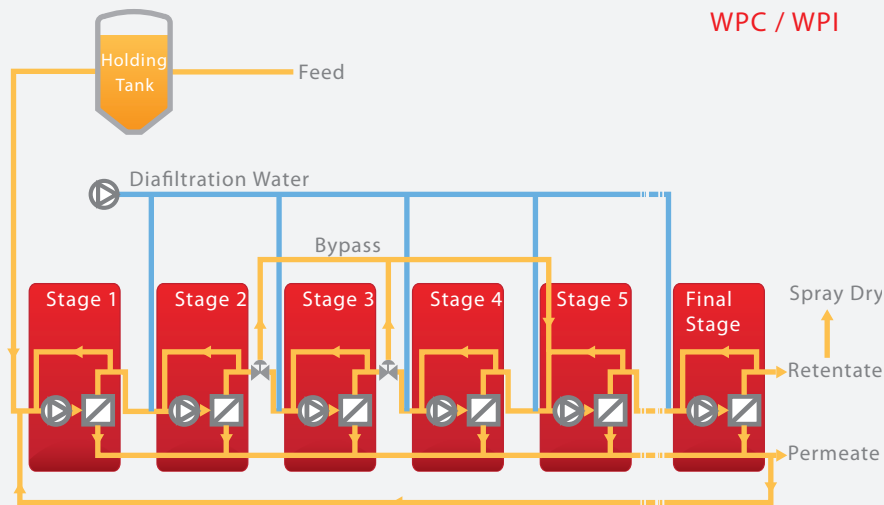 WPC / WPI
Holding
Tank
Feed
Diafiltration Water
Bypass
Stage 1
Stage 2
Stage 3
Stage 4
Stage 5
Final
Stage
Spray Dry
Retentate
Permeate